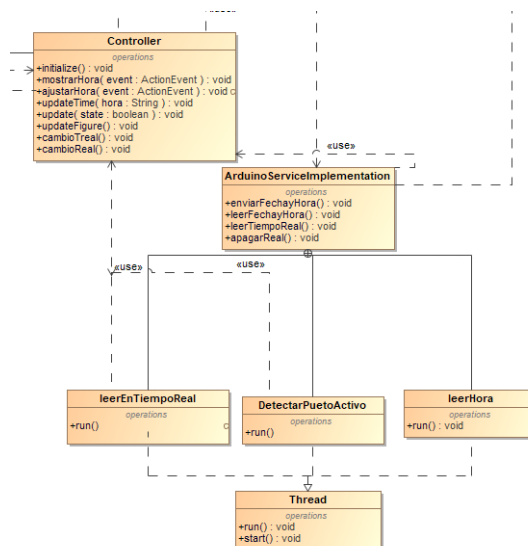 «use»
Controller
operations
+initialize() : void
+mostrarHora( event : ActionEvent ) : void
+ajustarHora( event : ActionEvent ) : void
+updateTime( hora : String ) : void
+update( state : boolean ) : void
+updateFigure() : void
+cambioTreal() : void
+cambioReal() : void
«use»
ArduinoServiceImplementation
operations
+enviarFechayHora() : void
+leerFechayHora() : void
+leerTiempoReal() : void
+apagarReal() : void
«use»
«use»
leerEnTiempoReal
operations
+run()
DetectarPuetoActivo
operations
+run()
leerHora
operations
+run() : void
Thread
operations
+run() : void
+start() : void